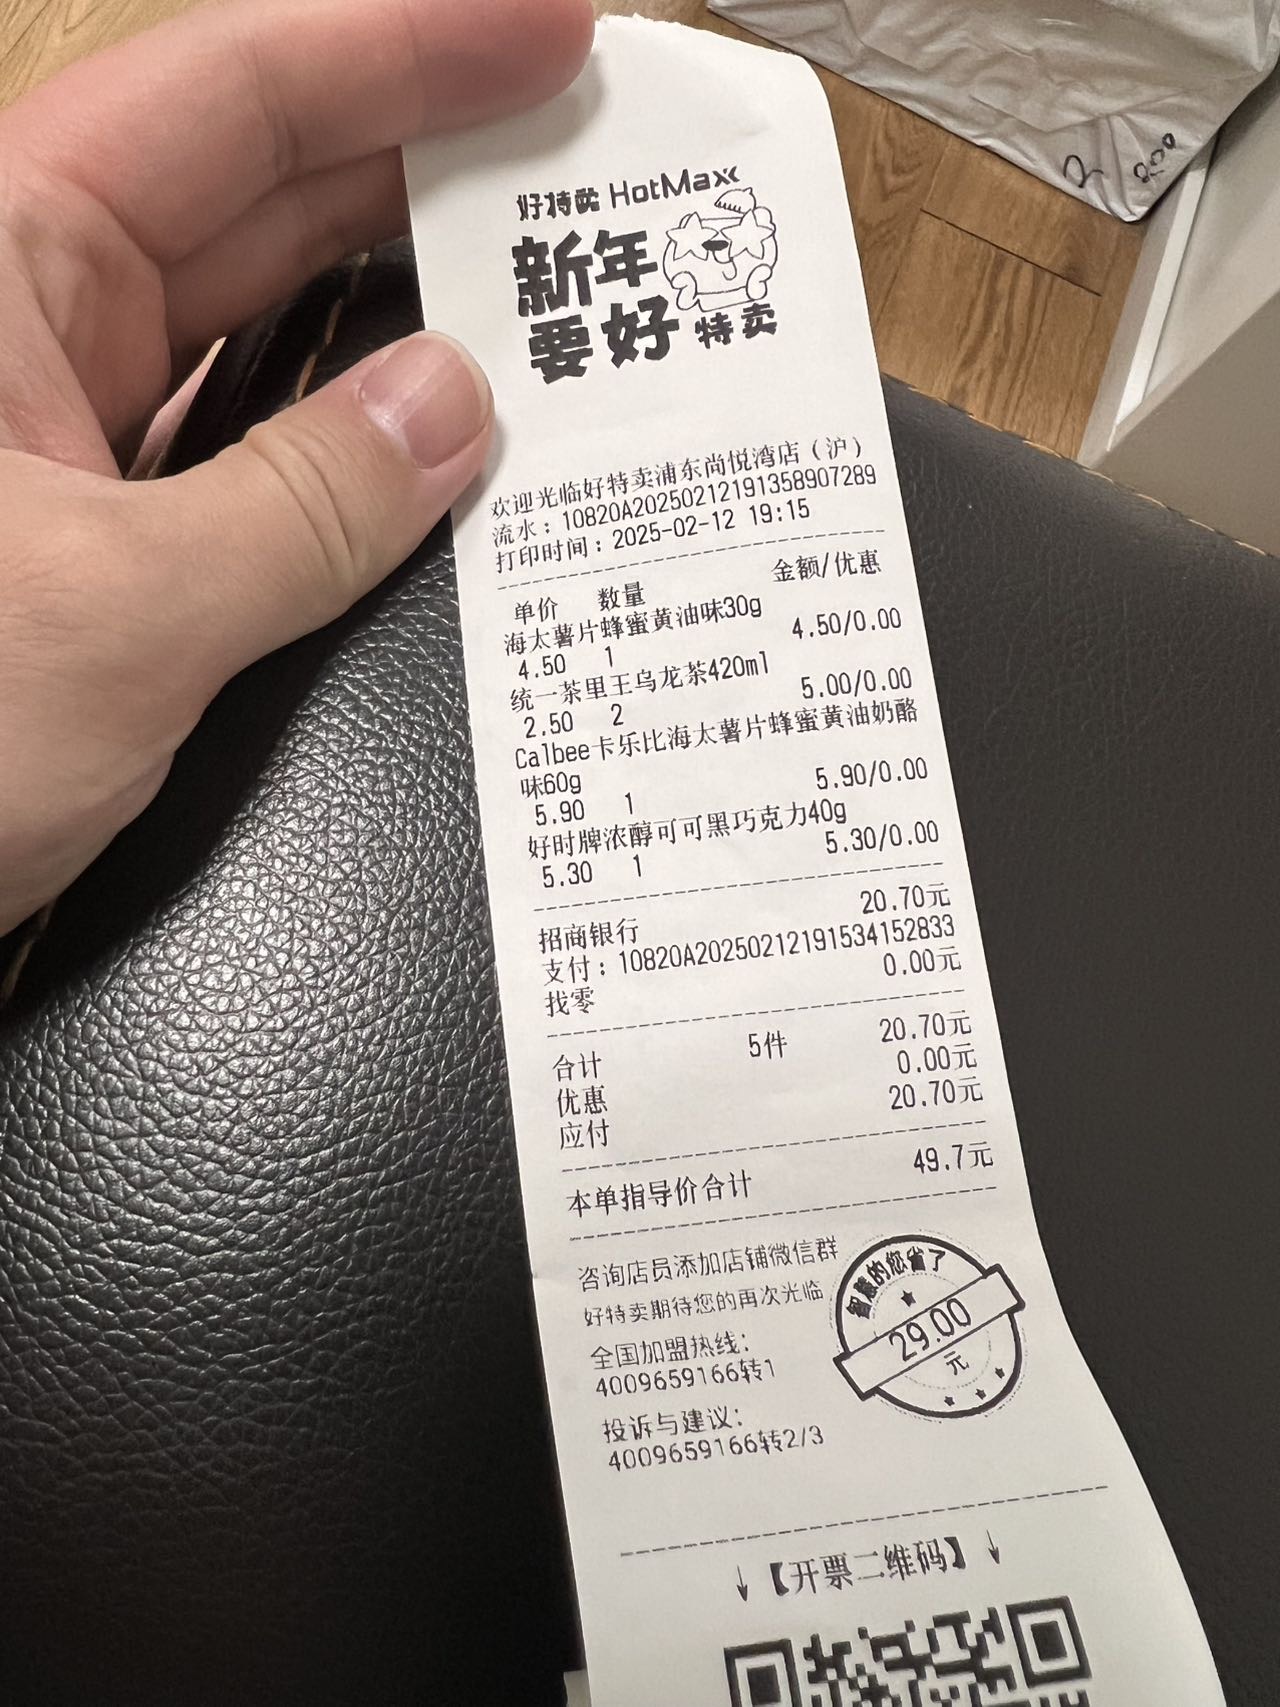 好特卖 HotMaxx
新年
要好特卖
欢迎光临好特卖浦东尚悦湾店（沪）
流水：10820A20250212191358907289
打印时间：2025-02-12 19:15
单价 数量 金额/优惠
海太薯片蜂蜜黄油味30g
4.50 1 4.50/0.00
统一茶里王乌龙茶420ml
2.50 2 5.00/0.00
Calbee卡乐比海太薯片蜂蜜黄油奶酪
味60g
5.90 1 5.90/0.00
好时牌浓醇可可黑巧克力40g
5.30 1 5.30/0.00
招商银行 20.70元
支付：10820A20250212191534152833
找零 0.00元
合计 5件 20.70元
优惠 0.00元
应付 20.70元
本单指导价合计 49.7元
咨询店员添加店铺微信群
好特卖期待您的再次光临
全国加盟热线：
4009659166转1
投诉与建议：
4009659166转2/3
智慧的您省了
29.00
元
↓【开票二维码】↓